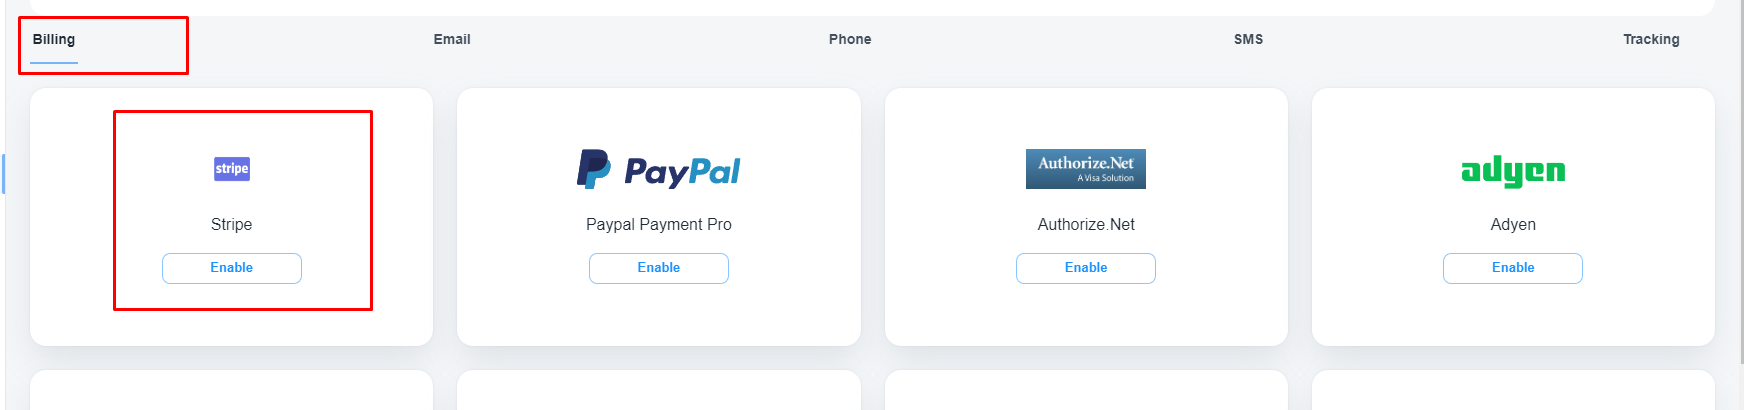 Billing Email Phone SMS Tracking
stripe PayPal Authorize.Net adyen
A Visa Solution
Stripe Paypal Payment Pro Authorize.Net Adyen
Enable Enable Enable Enable